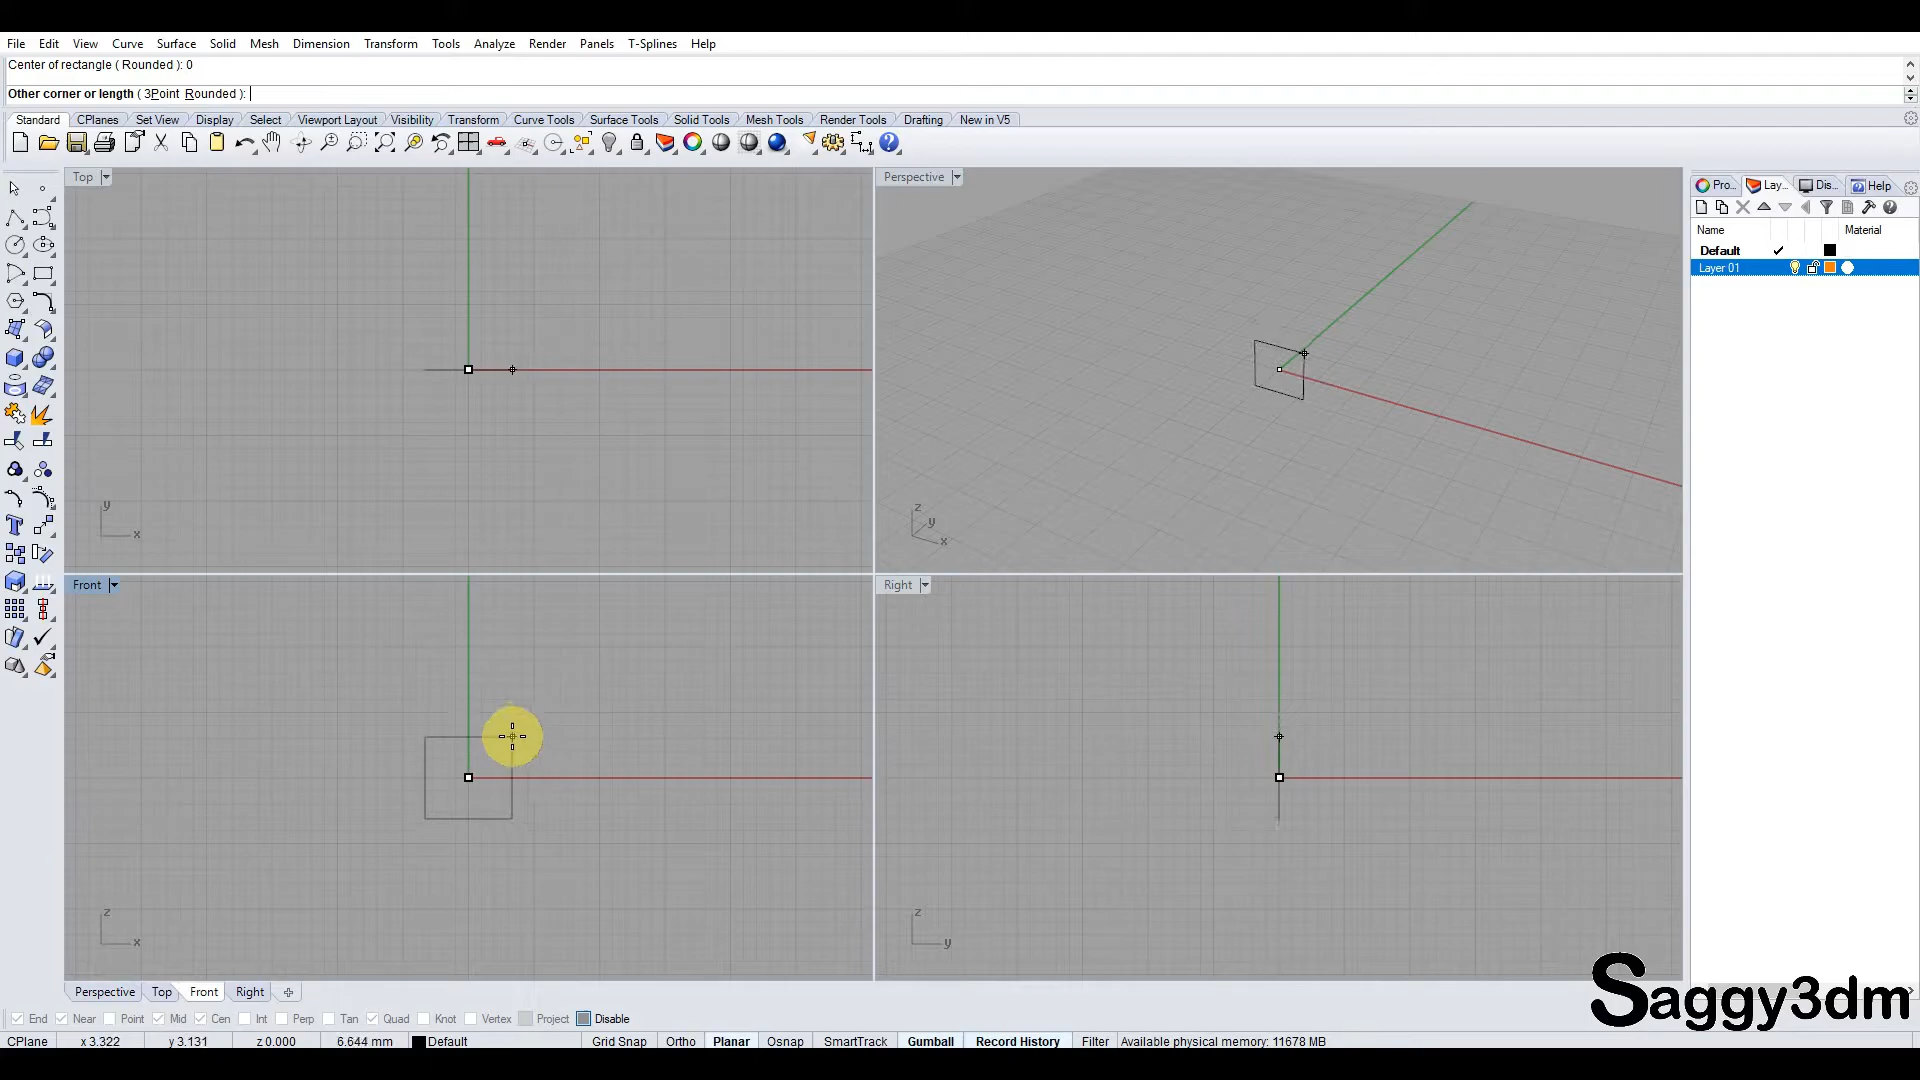 File Edit View Curve Surface Solid Mesh Dimension Transform Tools Analyze Render Panels T-Splines Help
Center of rectangle ( Rounded ): 0
Other corner or length ( 3Point Rounded ):
Standard CPlanes Set View Display Select Viewport Layout Visibility Transform Curve Tools Surface Tools Solid Tools Mesh Tools Render Tools Drafting New in V5
Top
Perspective
Pro... Lay... Dis... Help
Name Material
Default
Layer 01
y
x
z
y
x
Front
Right
z
x
z
y
Perspective Top Front Right
End Near Point Mid Cen Int Perp Tan Quad Knot Vertex Project Disable
CPlane x 3.322 y 3.131 z 0.000 6.644 mm Default Grid Snap Ortho Planar Osnap SmartTrack Gumball Record History Filter Available physical memory: 11678 MB
Saggy3dm